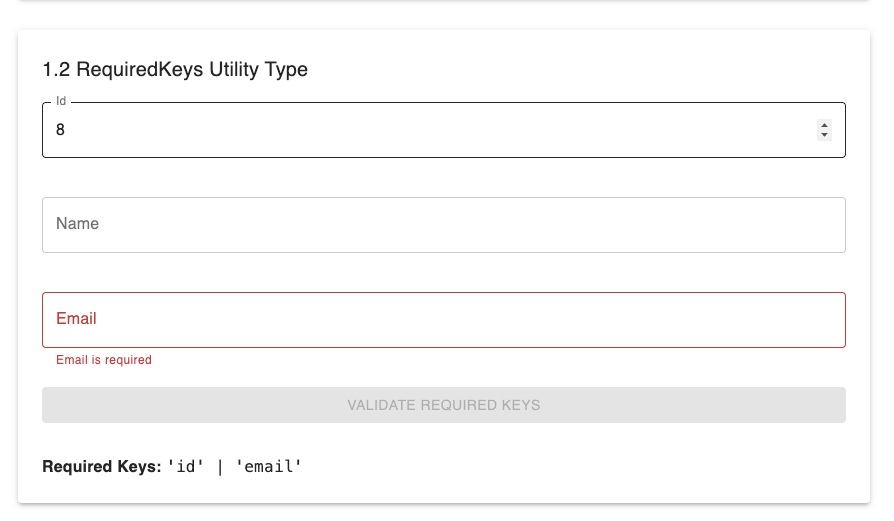 1.2 RequiredKeys Utility Type
Id
8
Name
Email
Email is required
VALIDATE REQUIRED KEYS
Required Keys: 'id' | 'email'